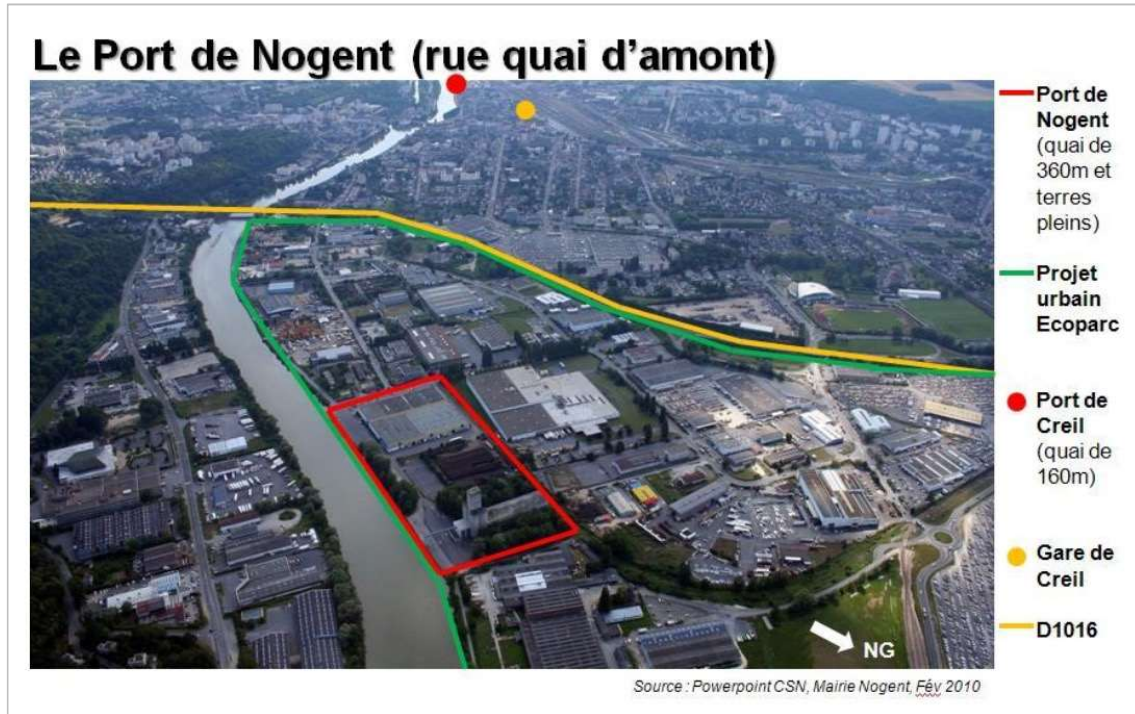 Le Port de Nogent (rue quai d'amont)
Port de
Nogent
(quai de
360m et
terres
pleins)
Projet
urbain
Ecoparc
Port de
Creil
(quai de
160m)
Gare de
Creil
D1016
NG
Source : Powerpoint CSN, Mairie Nogent, Fév 2010